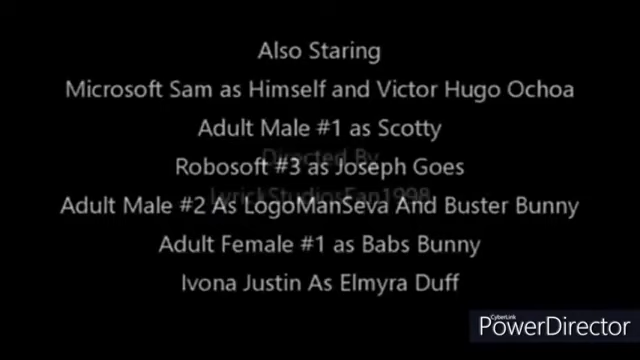 Also Staring
Microsoft Sam as Himself and Victor Hugo Ochoa
Adult Male #1 as Scotty
Directed By
Robosoft #3 as Joseph Goes
LyrickStudiosFan1998
Adult Male #2 As LogoManSeva And Buster Bunny
Adult Female #1 as Babs Bunny
Ivona Justin As Elmyra Duff
CyberLink
PowerDirector